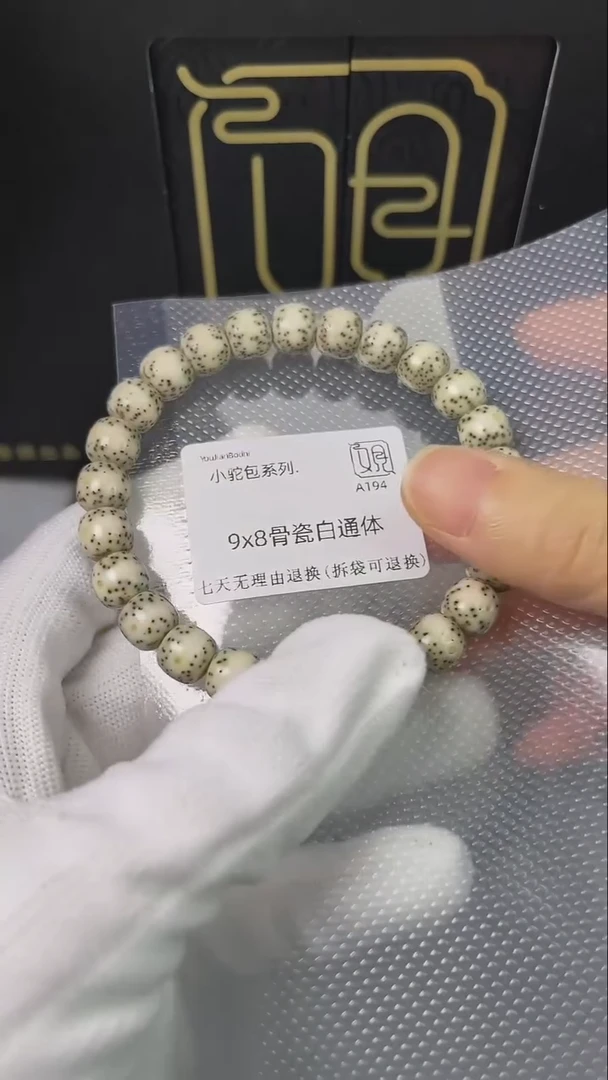 YoulianBodhi
小驼包系列.
A194
9x8骨瓷白通体
七天无理由退换(拆袋可退换)